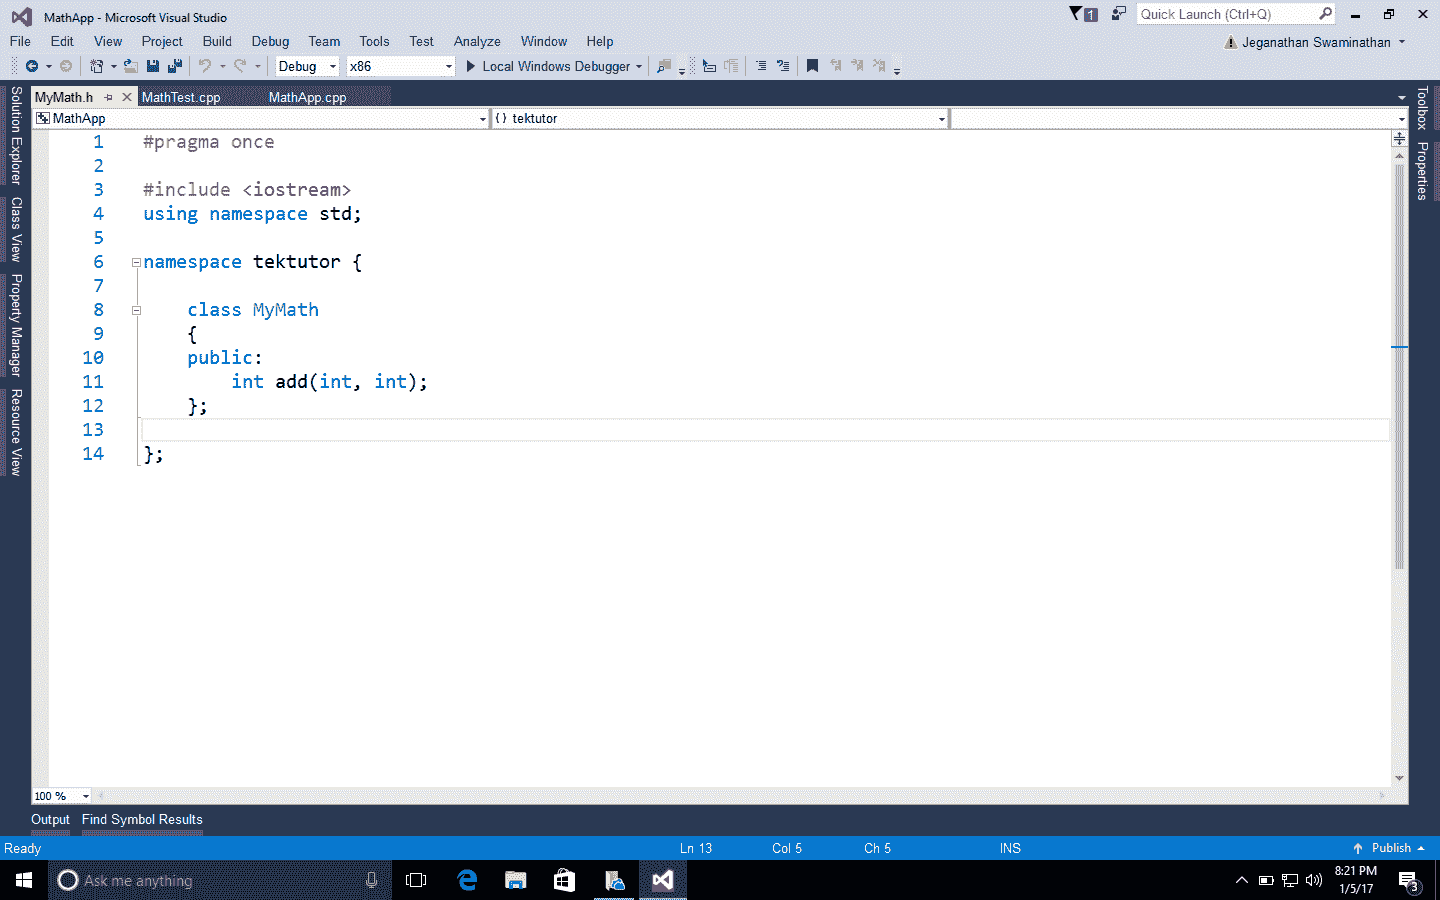 MathApp - Microsoft Visual Studio
1
Quick Launch (Ctrl+Q)
File Edit View Project Build Debug Team Tools Test Analyze Window Help
Jeganathan Swaminathan
Debug x86 Local Windows Debugger
MyMath.h MathTest.cpp MathApp.cpp
MathApp {} tektutor
Solution Explorer
Class View
Property Manager
Resource View
Toolbox
Properties
1 #pragma once
2
3 #include <iostream>
4 using namespace std;
5
6 namespace tektutor {
7
8 class MyMath
9 {
10 public:
11 int add(int, int);
12 };
13
14 };
100 %
Output Find Symbol Results
Ready Ln 13 Col 5 Ch 5 INS Publish
Ask me anything
8:21 PM
1/5/17
3